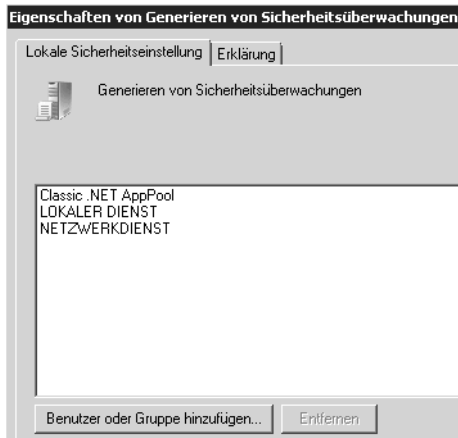 Eigenschaften von Generieren von Sicherheitsüberwachungen
Lokale Sicherheitseinstellung Erklärung
Generieren von Sicherheitsüberwachungen
Classic .NET AppPool
LOKALER DIENST
NETZWERKDIENST
Benutzer oder Gruppe hinzufügen... Entfernen